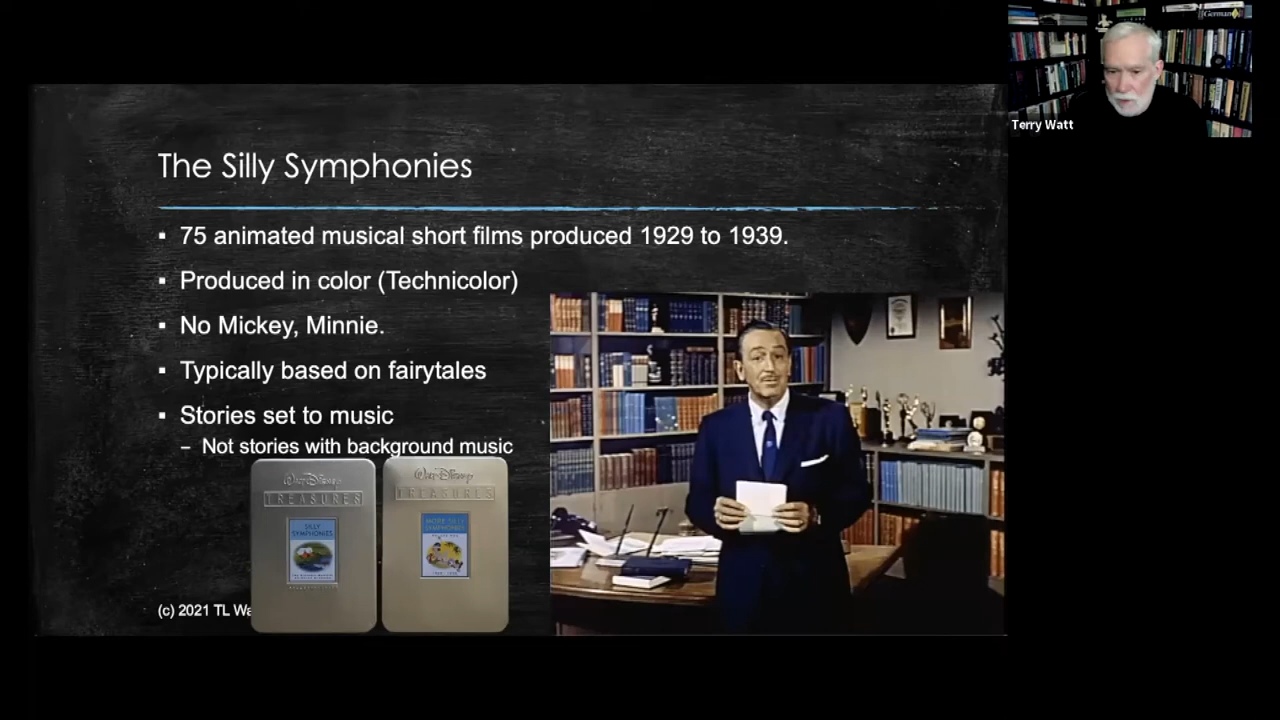 German
Terry Watt
The Silly Symphonies
▪ 75 animated musical short films produced 1929 to 1939.
▪ Produced in color (Technicolor)
▪ No Mickey, Minnie.
▪ Typically based on fairytales
▪ Stories set to music
– Not stories with background music
Walt Disney
TREASURES
SILLY
SYMPHONIES
Walt Disney
TREASURES
MORE SILLY
SYMPHONIES
(c) 2021 TL Wa